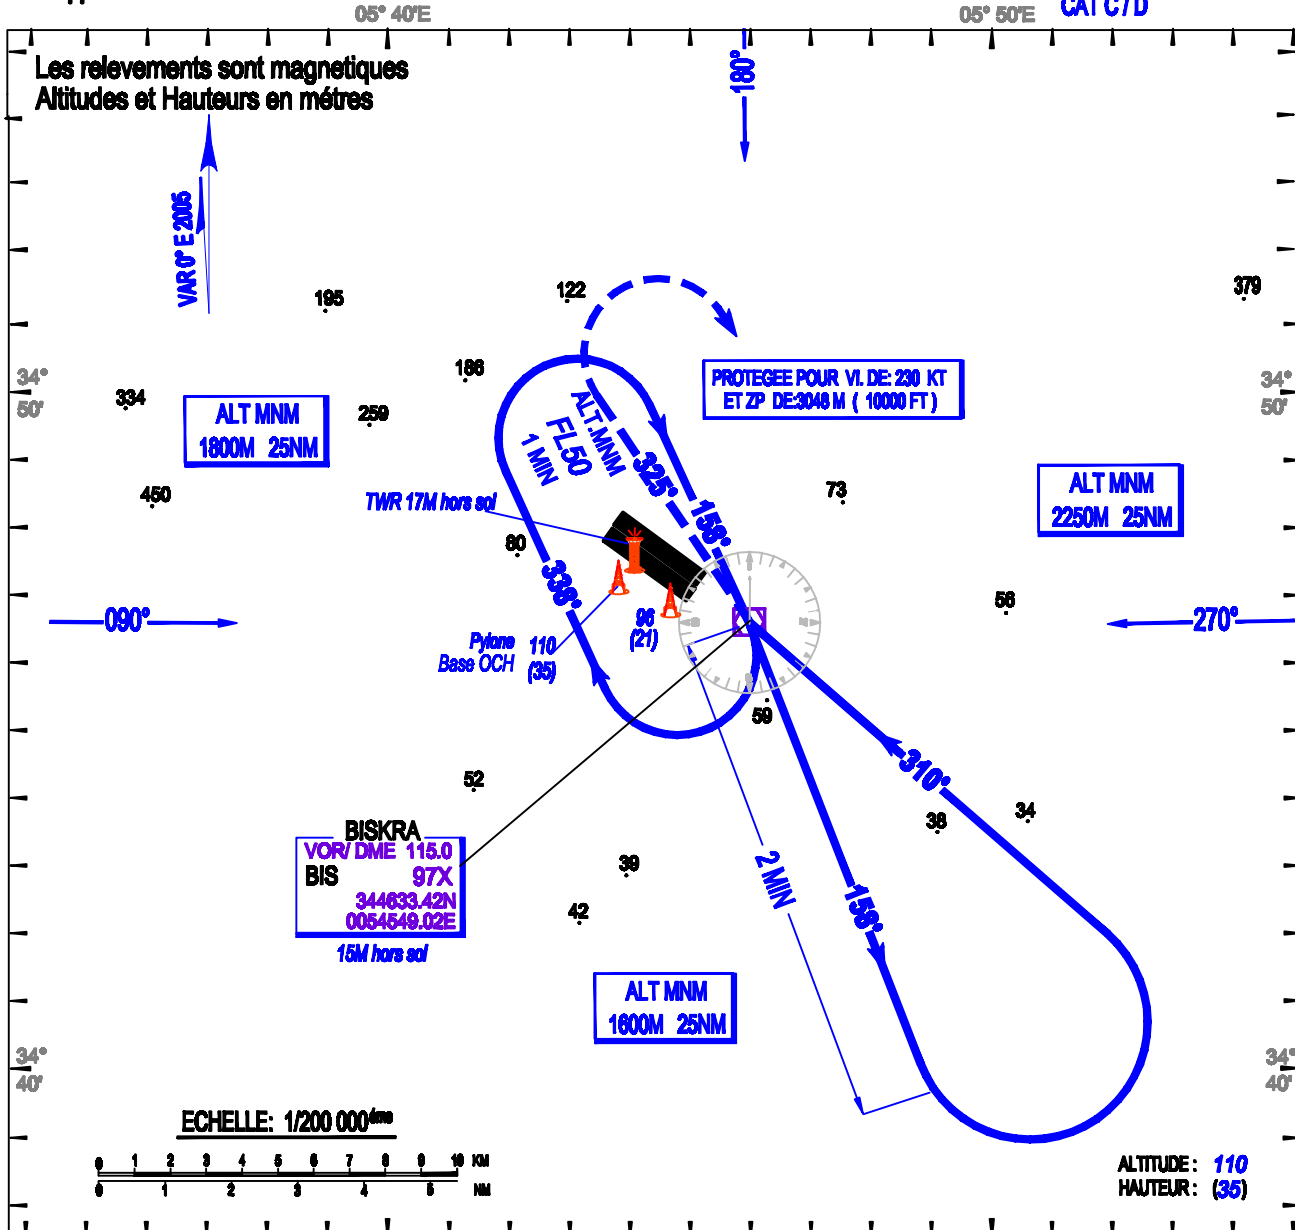 05° 40'E
05° 50'E
CAT C / D
Les relevements sont magnetiques
Altitudes et Hauteurs en métres
180°
VAR 0° E 2005
195
122
379
186
334
259
450
34°
50'
34°
50'
PROTEGEE POUR VI. DE: 230 KT
ET ZP DE:3048 M ( 10000 FT )
ALT MNM
1800M 25NM
ALT.MNM
FL50
1 MIN
325°
158°
73
ALT MNM
2250M 25NM
TWR 17M hors sol
80
338°
56
090°
270°
96
(21)
Pylone 110
Base OCH (35)
59
310°
52
38
34
BISKRA
VOR/ DME 115.0
BIS 97X
344633.42N
0054549.02E
15M hors sol
39
42
2 MIN
158°
ALT MNM
1600M 25NM
34°
40'
34°
40'
ECHELLE: 1/200 000éme
0 1 2 3 4 5 6 7 8 9 10 KM
0 1 2 3 4 5 NM
ALTITUDE : 110
HAUTEUR : (35)